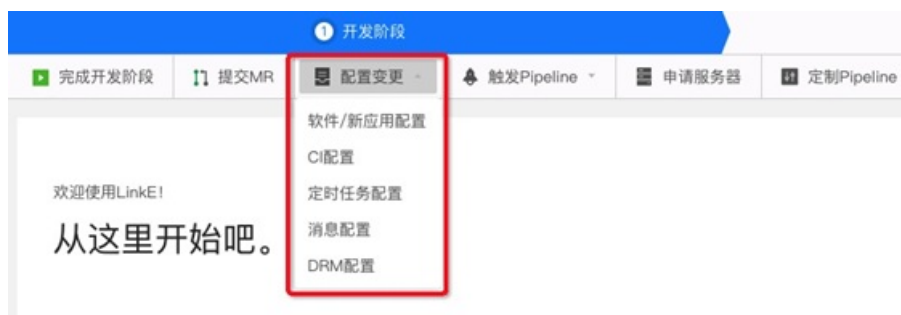 1 开发阶段
完成开发阶段 提交MR 配置变更 触发Pipeline 申请服务器 定制Pipeline
软件/新应用配置
CI配置
定时任务配置
消息配置
DRM配置
欢迎使用LinkE!
从这里开始吧。